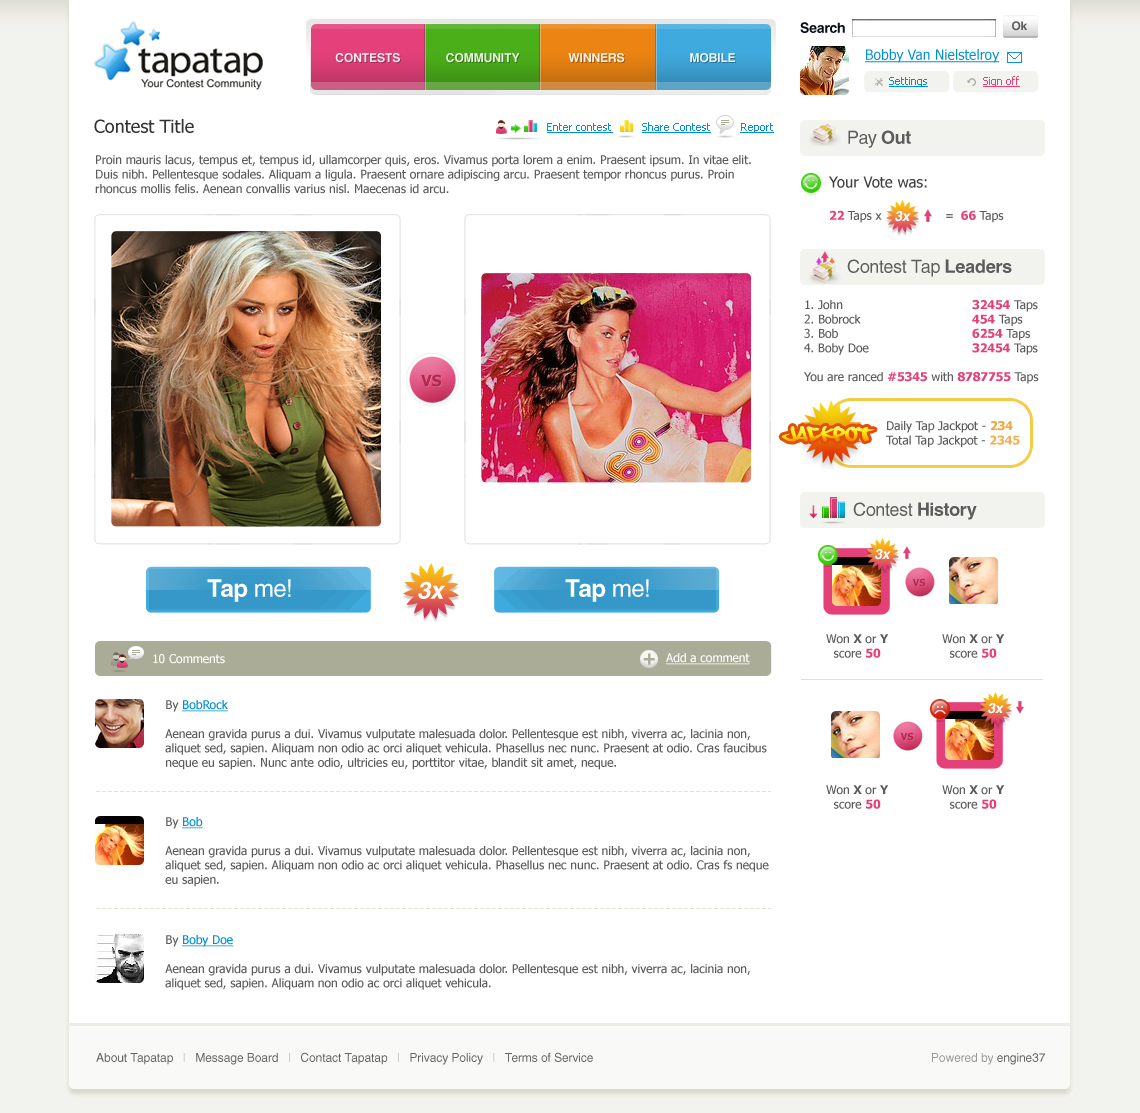 tapatap
Your Contest Community
CONTESTS
COMMUNITY
WINNERS
MOBILE
Search
Ok
Bobby Van Nielstelroy
Settings
Sign off
Contest Title
Enter contest
Share Contest
Report
Proin mauris lacus, tempus et, tempus id, ullamcorper quis, eros. Vivamus porta lorem a enim. Praesent ipsum. In vitae elit.
Duis nibh. Pellentesque sodales. Aliquam a ligula. Praesent ornare adipiscing arcu. Praesent tempor rhoncus purus. Proin
rhoncus mollis felis. Aenean convallis varius nisl. Maecenas id arcu.
VS
Tap me!
3x
Tap me!
10 Comments
Add a comment
By BobRock
Aenean gravida purus a dui. Vivamus vulputate malesuada dolor. Pellentesque est nibh, viverra ac, lacinia non,
aliquet sed, sapien. Aliquam non odio ac orci aliquet vehicula. Phasellus nec nunc. Praesent at odio. Cras faucibus
neque eu sapien. Nunc ante odio, ultricies eu, porttitor vitae, blandit sit amet, neque.
By Bob
Aenean gravida purus a dui. Vivamus vulputate malesuada dolor. Pellentesque est nibh, viverra ac, lacinia non,
aliquet sed, sapien. Aliquam non odio ac orci aliquet vehicula. Phasellus nec nunc. Praesent at odio. Cras fs neque
eu sapien.
By Boby Doe
Aenean gravida purus a dui. Vivamus vulputate malesuada dolor. Pellentesque est nibh, viverra ac, lacinia non,
aliquet sed, sapien. Aliquam non odio ac orci aliquet vehicula.
Pay Out
Your Vote was:
22 Taps x 3x = 66 Taps
Contest Tap Leaders
1. John 32454 Taps
2. Bobrock 454 Taps
3. Bob 6254 Taps
4. Boby Doe 32454 Taps
You are ranced #5345 with 8787755 Taps
JACKPOT
Daily Tap Jackpot - 234
Total Tap Jackpot - 2345
Contest History
3x
VS
Won X or Y
score 50
Won X or Y
score 50
VS
3x
Won X or Y
score 50
Won X or Y
score 50
About Tapatap
Message Board
Contact Tapatap
Privacy Policy
Terms of Service
Powered by engine37